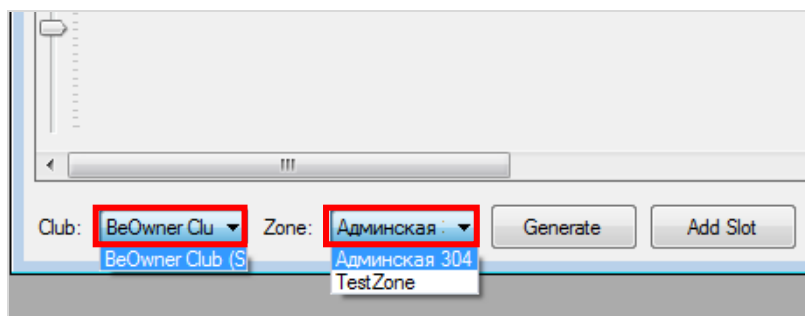 Club: BeOwner Clu Zone: Админская Generate Add Slot
BeOwner Club (S Админская 304
TestZone